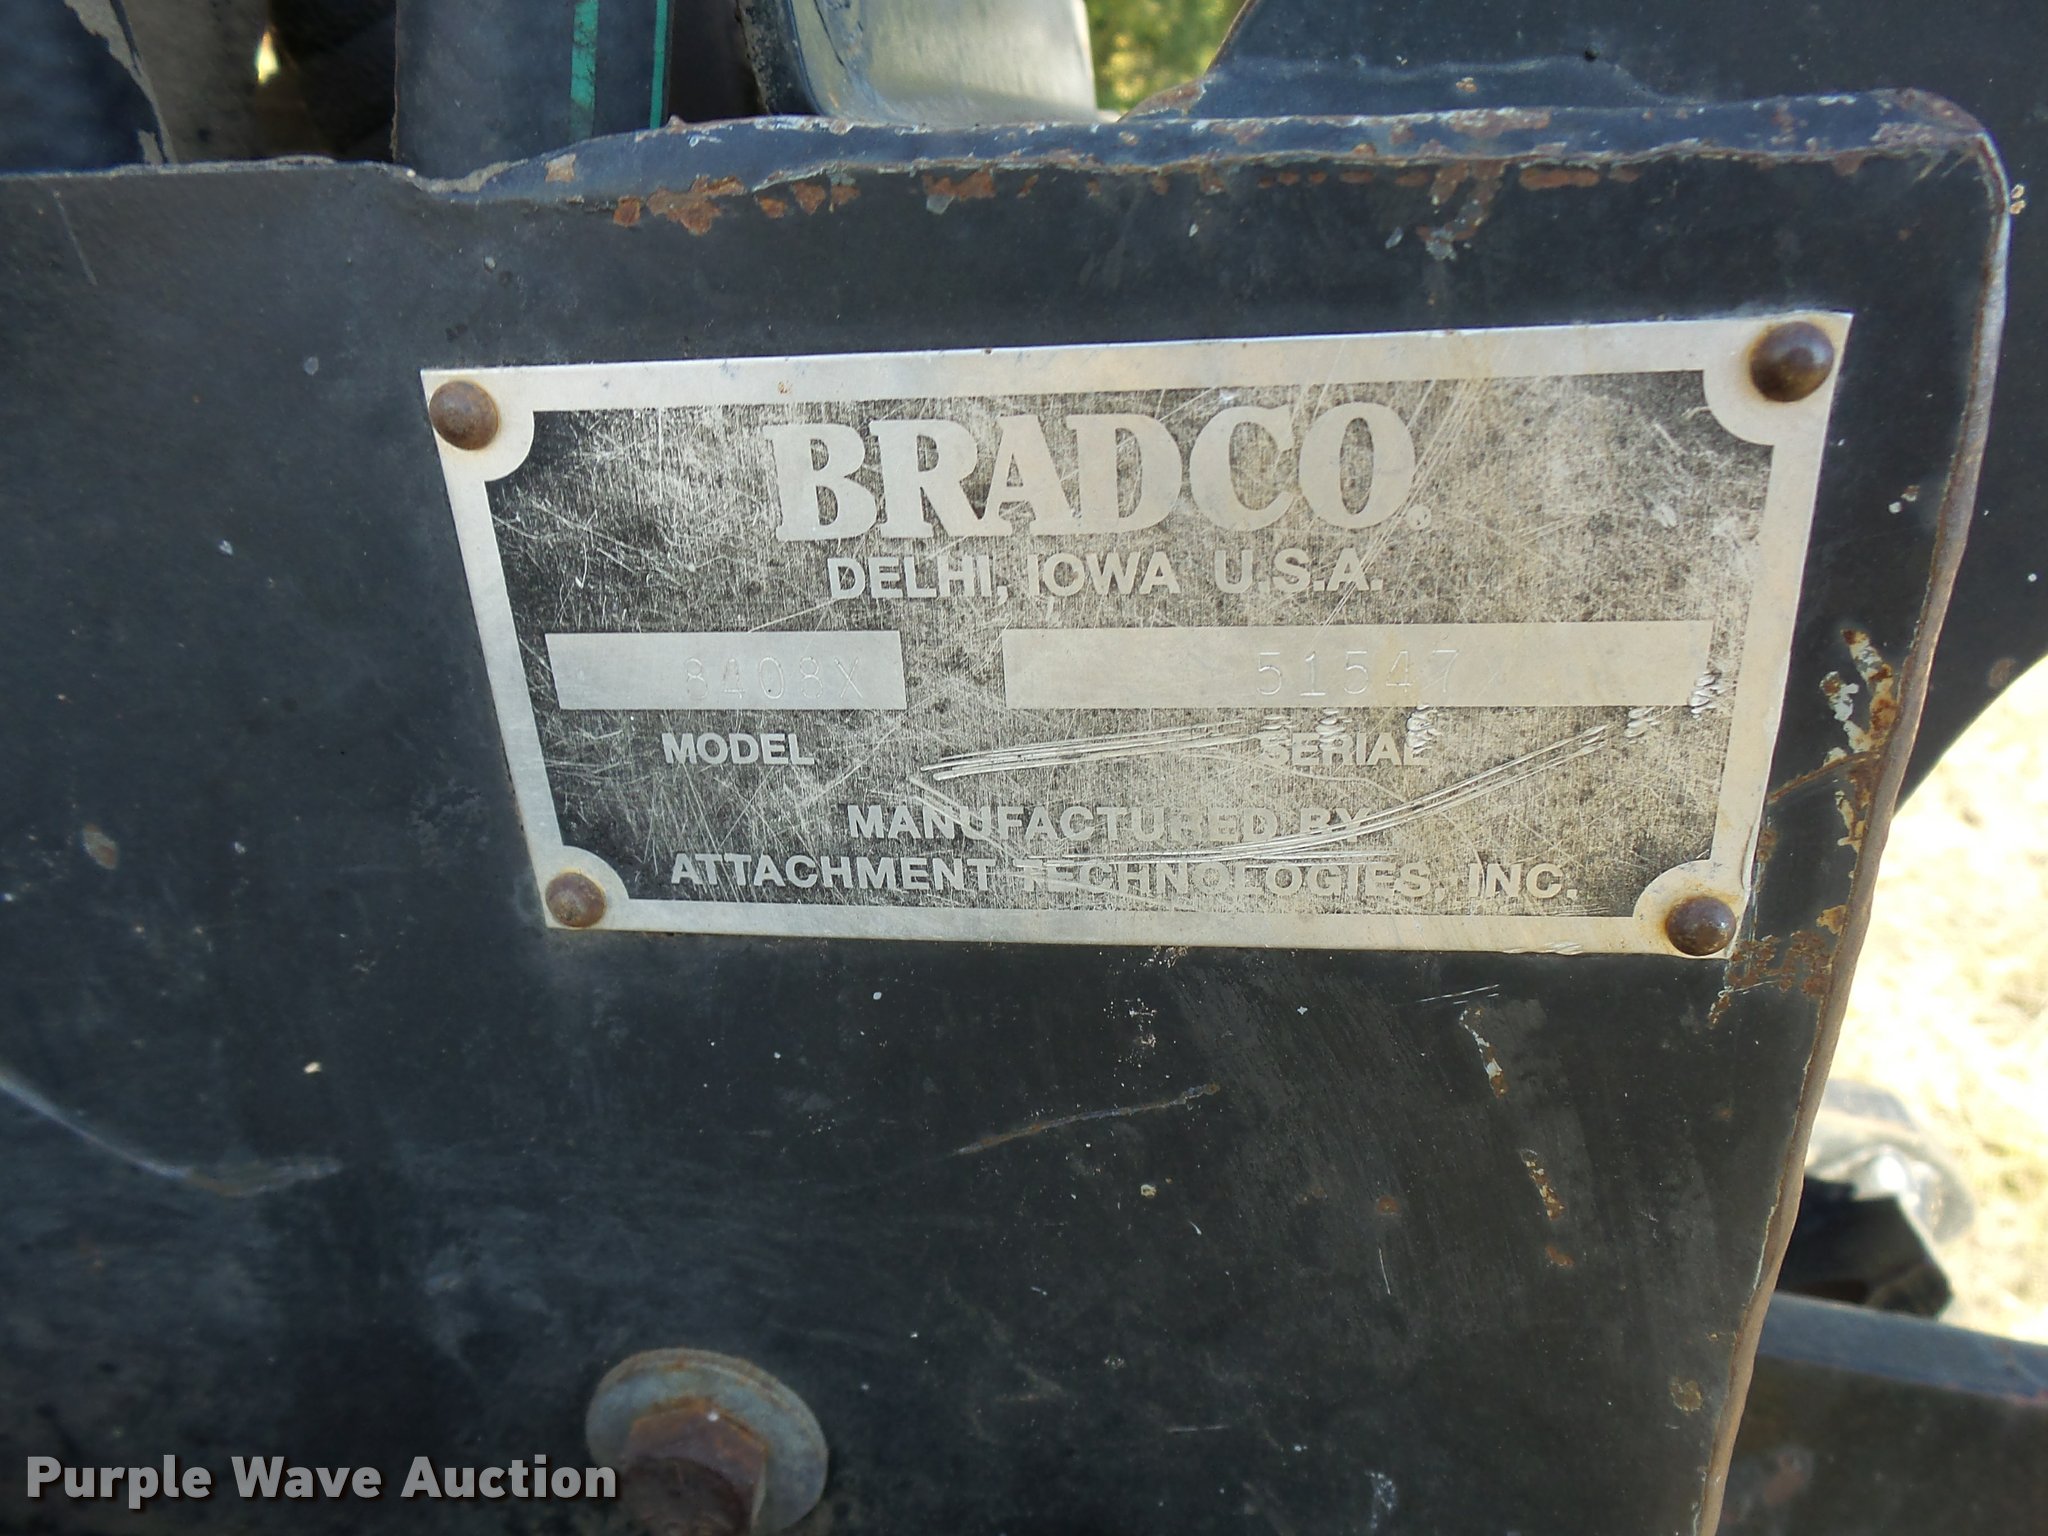 BRADCO.
DELHI, IOWA U.S.A.
8408X 51547
MODEL SERIAL
MANUFACTURED BY
ATTACHMENT TECHNOLOGIES, INC.
Purple Wave Auction